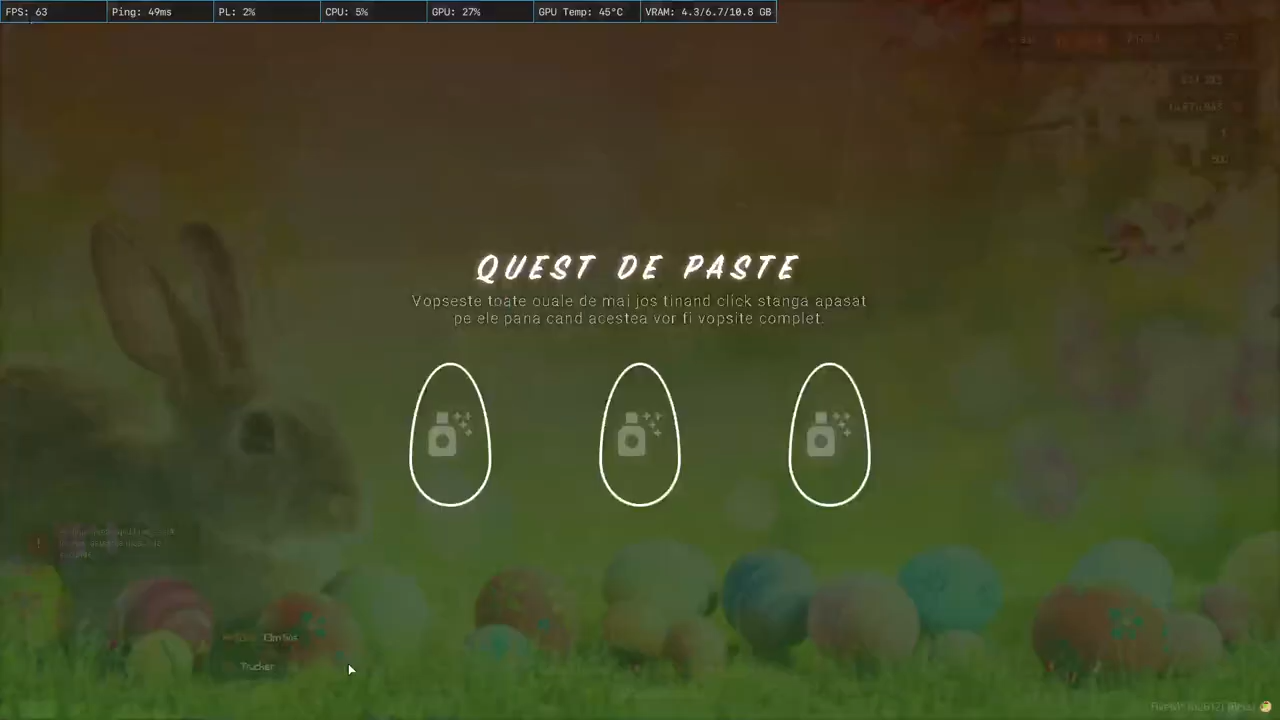 FPS: 63 Ping: 49ms PL: 2% CPU: 5% GPU: 27% GPU Temp: 45°C VRAM: 4.3/6.7/10.8 GB
QUEST DE PASTE
Vopseste toate ouale de mai jos tinand click stanga apasat
pe ele pana cand acestea vor fi vopsite complet.
Trucker